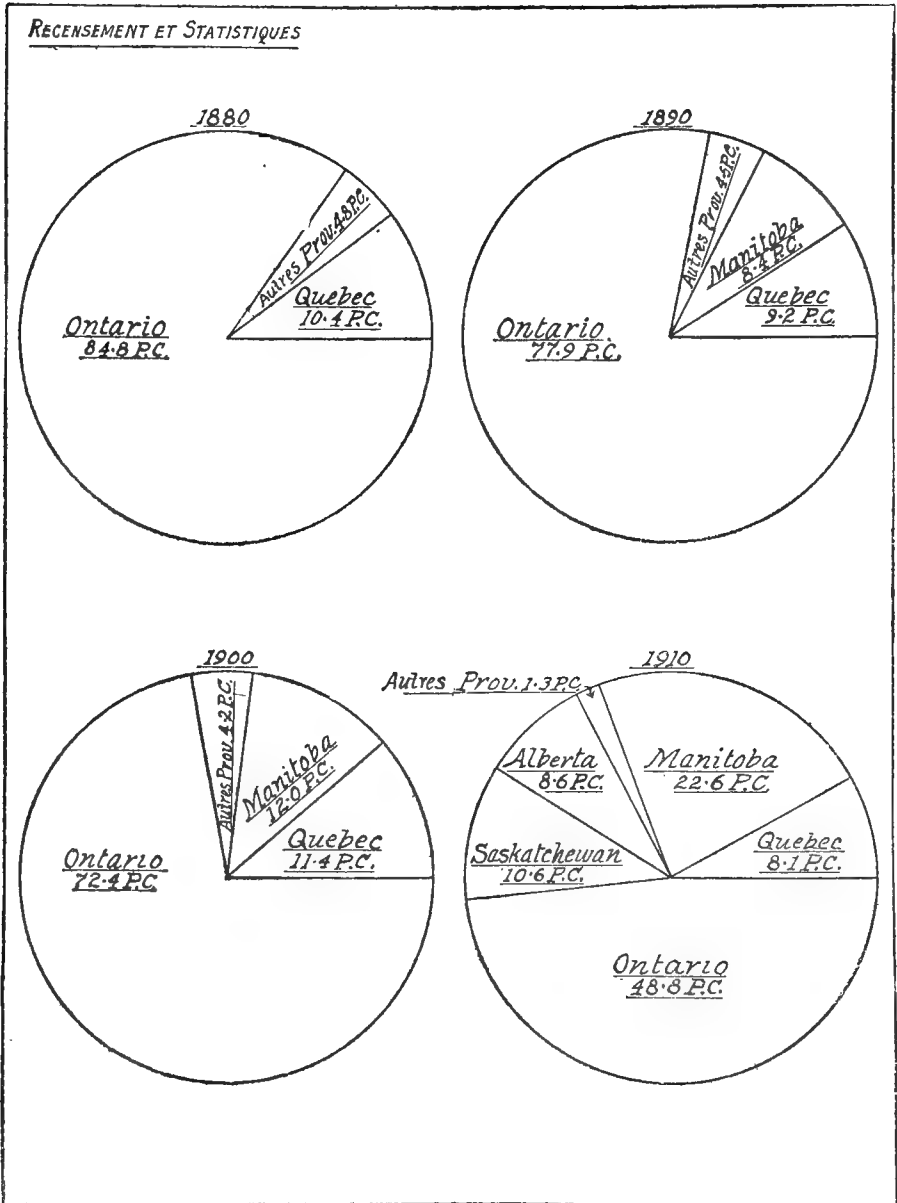 RECENSEMENT ET STATISTIQUES
1880
Autres Prov. 4·8 P.C.
Quebec
10·4 P.C.
Ontario
84·8 P.C.
1890
Autres Prov. 4·5 P.C.
Manitoba
8·4 P.C.
Quebec
9·2 P.C.
Ontario
77·9 P.C.
1900
Autres Prov. 4·2 P.C.
Manitoba
12·0 P.C.
Quebec
11·4 P.C.
Ontario
72·4 P.C.
1910
Autres Prov. 1·3 P.C.
Alberta
8·6 P.C.
Manitoba
22·6 P.C.
Saskatchewan
10·6 P.C.
Quebec
8·1 P.C.
Ontario
48·8 P.C.